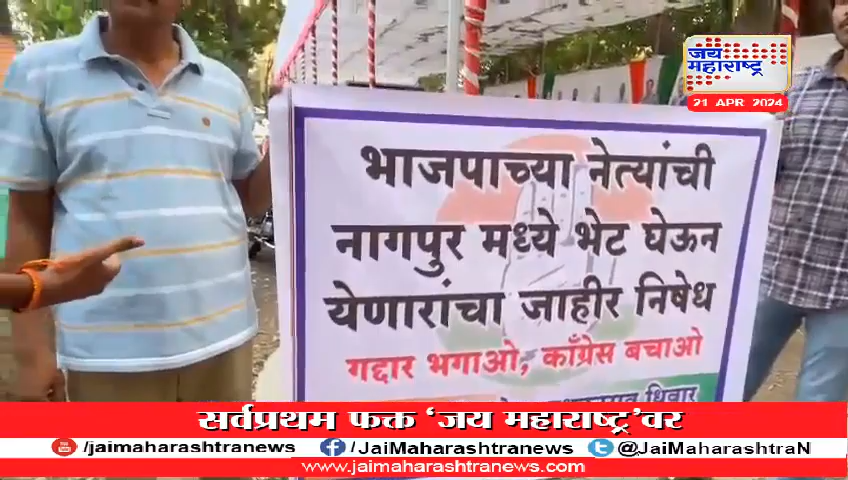 जय
महाराष्ट्र
21 APR 2024
भाजपाच्या नेत्यांची
नागपुर मध्ये भेट घेऊन
येणारांचा जाहीर निषेध
गद्दार भगाओ, काँग्रेस बचाओ
सर्वप्रथम फक्त ‘जय महाराष्ट्र’वर
/jaimaharashtranews /JaiMaharashtraNews @JaiMaharashtraN
www.jaimaharashtranews.com